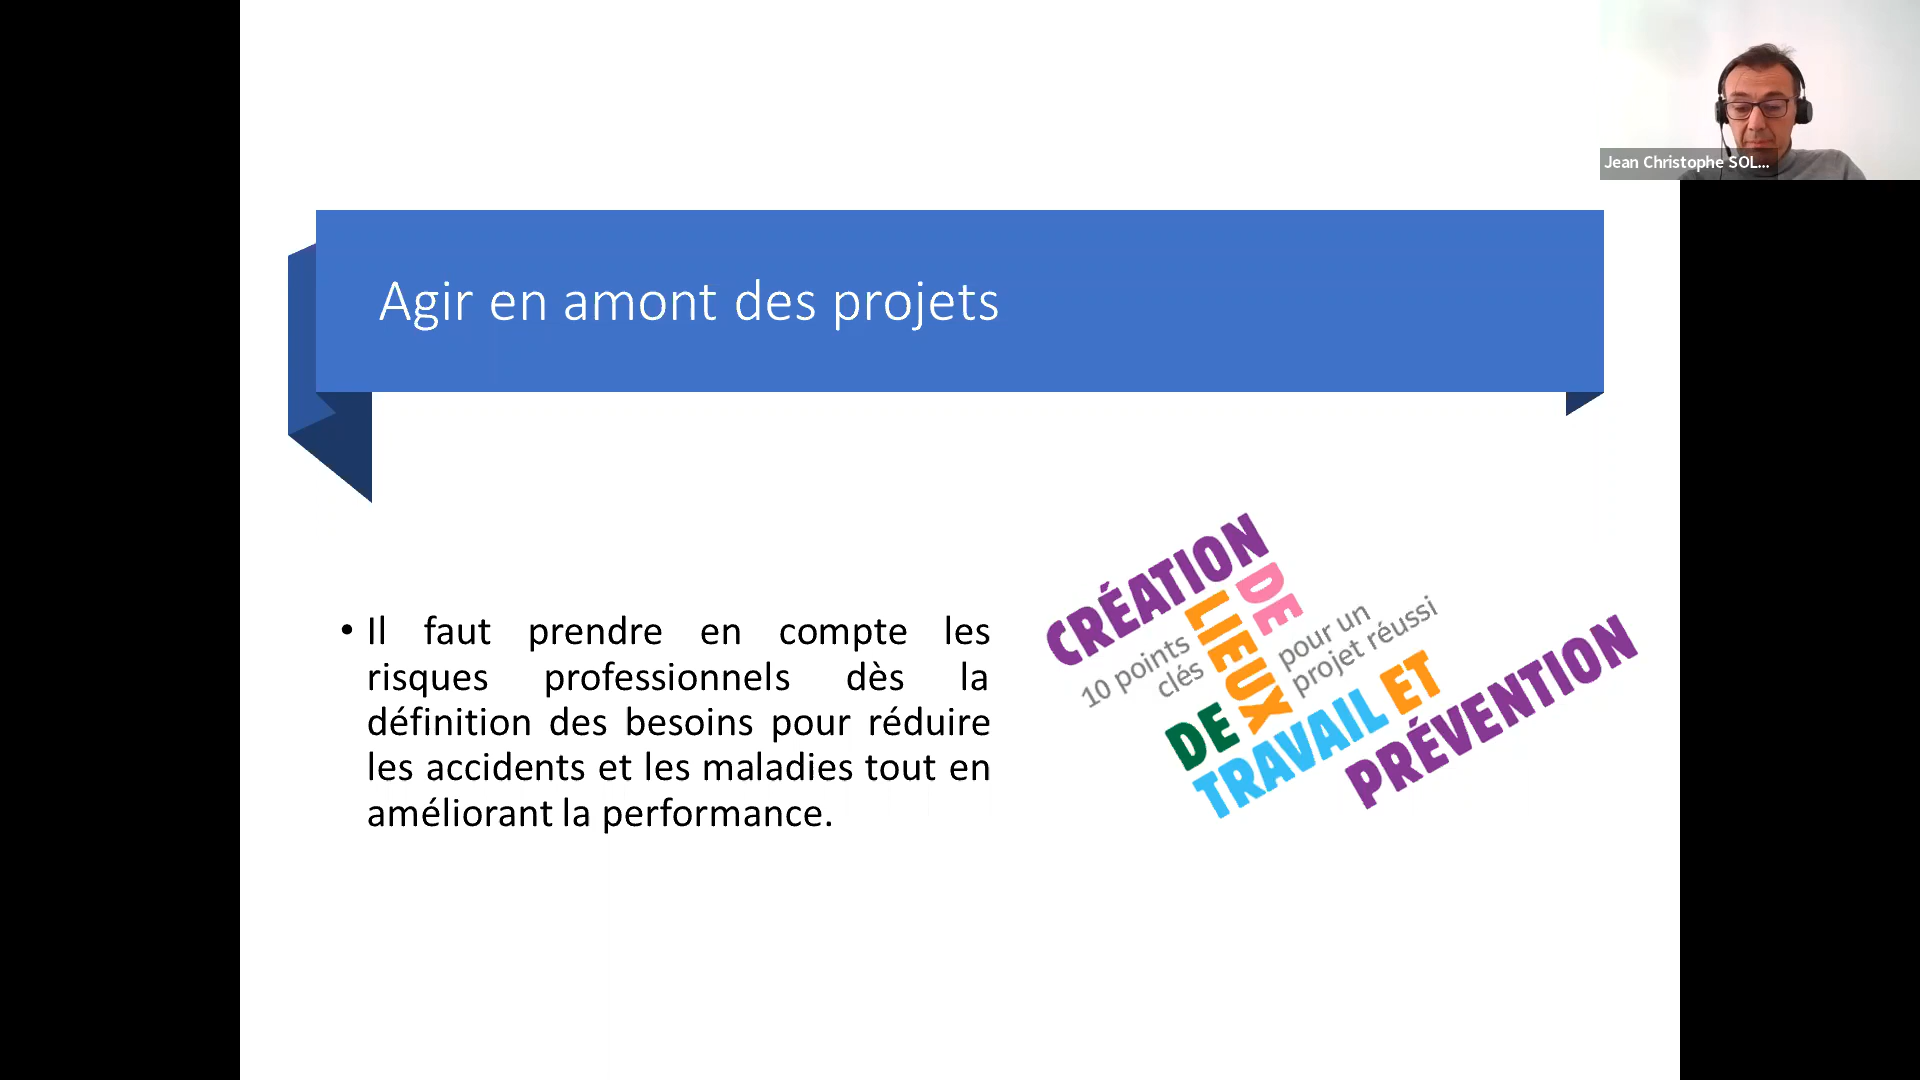 Jean Christophe SOL...
Agir en amont des projets
• Il faut prendre en compte les
risques professionnels dès la
définition des besoins pour réduire
les accidents et les maladies tout en
améliorant la performance.
CRÉATION
DE
LIEUX
10 points
clés
pour un
projet réussi
DE
TRAVAIL ET
PRÉVENTION